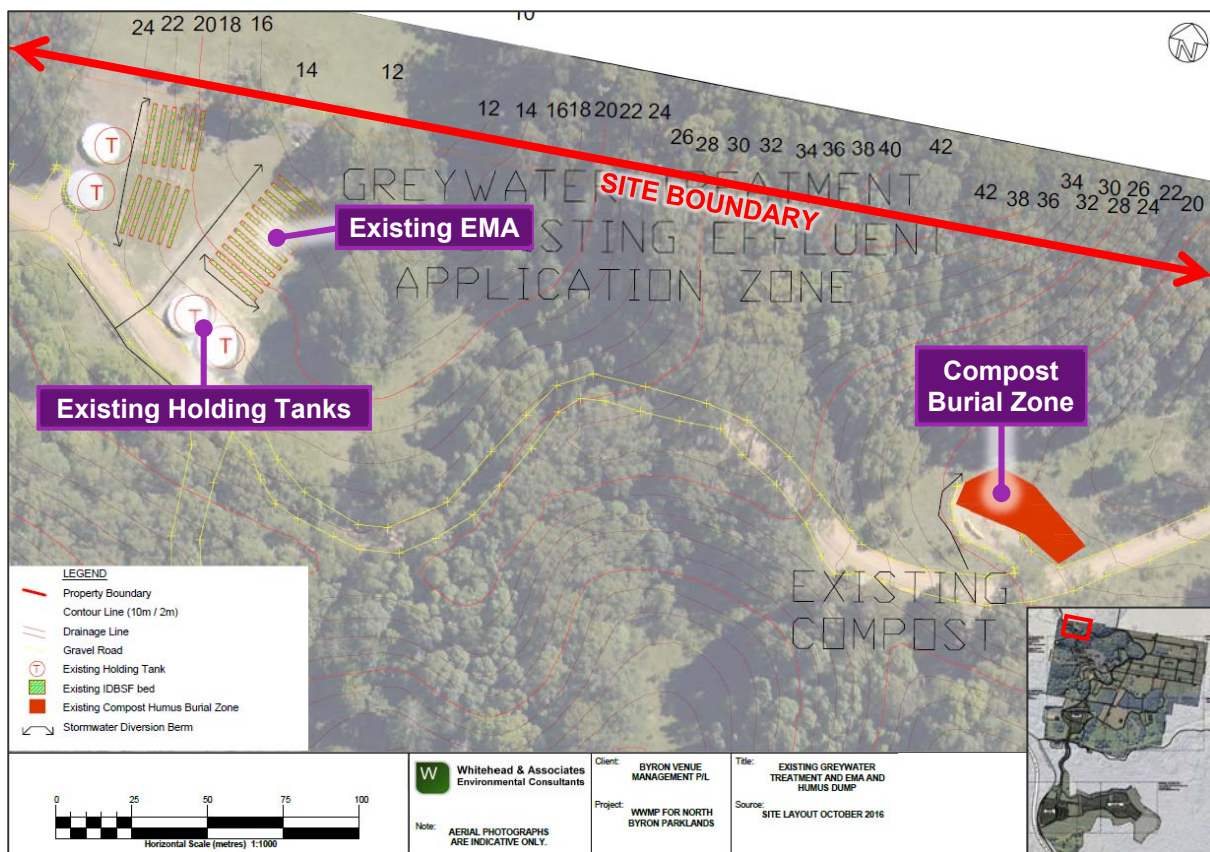 10
24 22 20 18 16
14 12
12 14 16 18 20 22 24
26 28 30 32 34 36 38 40 42
42 38 36 34 32 30 28 26 24 22 20
GREYWATER TREATMENT
SITE BOUNDARY
Existing EMA
STING EFFLUENT
APPLICATION ZONE
T
T
T
T
Existing Holding Tanks
Compost
Burial Zone
EXISTING
COMPOST
LEGEND
Property Boundary
Contour Line (10m / 2m)
Drainage Line
Gravel Road
T Existing Holding Tank
Existing IDBSF bed
Existing Compost Humus Burial Zone
Stormwater Diversion Berm
N
0 25 50 75 100
Horizontal Scale (metres) 1:1000
W
Whitehead & Associates
Environmental Consultants
Note: AERIAL PHOTOGRAPHS
ARE INDICATIVE ONLY.
Client: BYRON VENUE
MANAGEMENT P/L
Project: WWMP FOR NORTH
BYRON PARKLANDS
Title: EXISTING GREYWATER
TREATMENT AND EMA AND
HUMUS DUMP
Source: SITE LAYOUT OCTOBER 2016